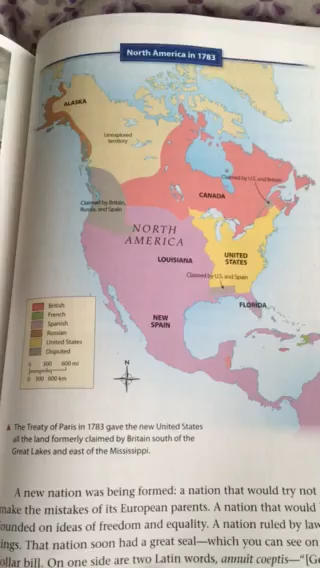 North America in 1783
ALASKA
Unexplored
territory
Claimed by U.S. and Britain
CANADA
Claimed by Britain,
Russia, and Spain
NORTH
AMERICA
LOUISIANA
UNITED
STATES
Claimed by U.S. and Spain
FLORIDA
NEW
SPAIN
British
French
Spanish
Russian
United States
Disputed
0 300 600 mi
0 300 600 km
N
▲ The Treaty of Paris in 1783 gave the new United States
all the land formerly claimed by Britain south of the
Great Lakes and east of the Mississippi.
A new nation was being formed: a nation that would try not
make the mistakes of its European parents. A nation that would
founded on ideas of freedom and equality. A nation ruled by law
ings. That nation soon had a great seal—which you can see on
ollar bill. On one side are two Latin words, annuit coeptis—"[Go